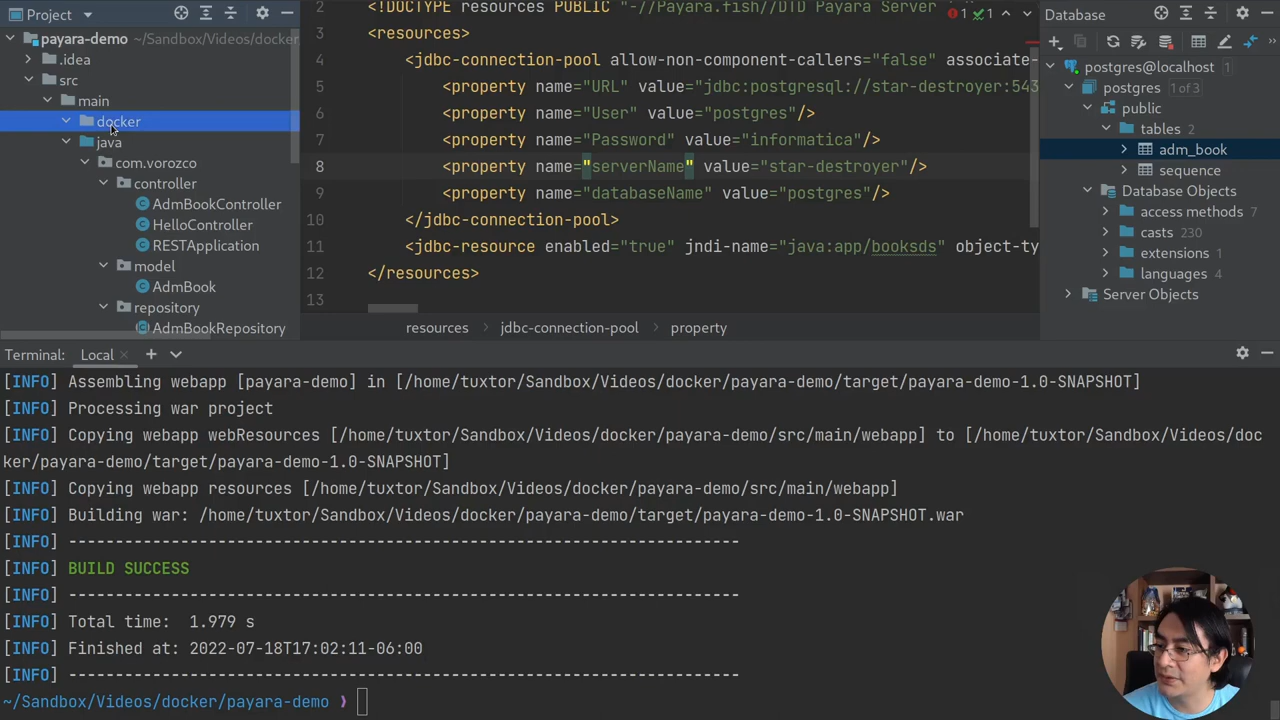 Project
payara-demo ~/Sandbox/Videos/docker
.idea
src
main
docker
java
com.vorozco
controller
AdmBookController
HelloController
RESTApplication
model
AdmBook
repository
AdmBookRepository
1 1
2 <!DOCTYPE resources PUBLIC "-//Payara.fish//DTD Payara Server
3 <resources>
4 <jdbc-connection-pool allow-non-component-callers="false" associate-
5 <property name="URL" value="jdbc:postgresql://star-destroyer:543
6 <property name="User" value="postgres"/>
7 <property name="Password" value="informatica"/>
8 <property name="serverName" value="star-destroyer"/>
9 <property name="databaseName" value="postgres"/>
10 </jdbc-connection-pool>
11 <jdbc-resource enabled="true" jndi-name="java:app/booksds" object-ty
12 </resources>
13
resources jdbc-connection-pool property
Database
postgres@localhost 1
postgres 1 of 3
public
tables 2
adm_book
sequence
Database Objects
access methods 7
casts 230
extensions 1
languages 4
Server Objects
Terminal: Local
[INFO] Assembling webapp [payara-demo] in [/home/tuxtor/Sandbox/Videos/docker/payara-demo/target/payara-demo-1.0-SNAPSHOT]
[INFO] Processing war project
[INFO] Copying webapp webResources [/home/tuxtor/Sandbox/Videos/docker/payara-demo/src/main/webapp] to [/home/tuxtor/Sandbox/Videos/doc
ker/payara-demo/target/payara-demo-1.0-SNAPSHOT]
[INFO] Copying webapp resources [/home/tuxtor/Sandbox/Videos/docker/payara-demo/src/main/webapp]
[INFO] Building war: /home/tuxtor/Sandbox/Videos/docker/payara-demo/target/payara-demo-1.0-SNAPSHOT.war
[INFO] ------------------------------------------------------------------------
[INFO] BUILD SUCCESS
[INFO] ------------------------------------------------------------------------
[INFO] Total time: 1.979 s
[INFO] Finished at: 2022-07-18T17:02:11-06:00
[INFO] ------------------------------------------------------------------------
~/Sandbox/Videos/docker/payara-demo ❯